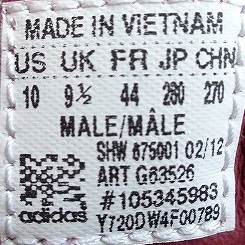 MADE IN VIETNAM
US UK FR JP CHN
10 9½ 44 280 270
MALE/MÂLE
SHW 675001 02/12
ART G63526
#105345983
adidas Y720DW4F00789